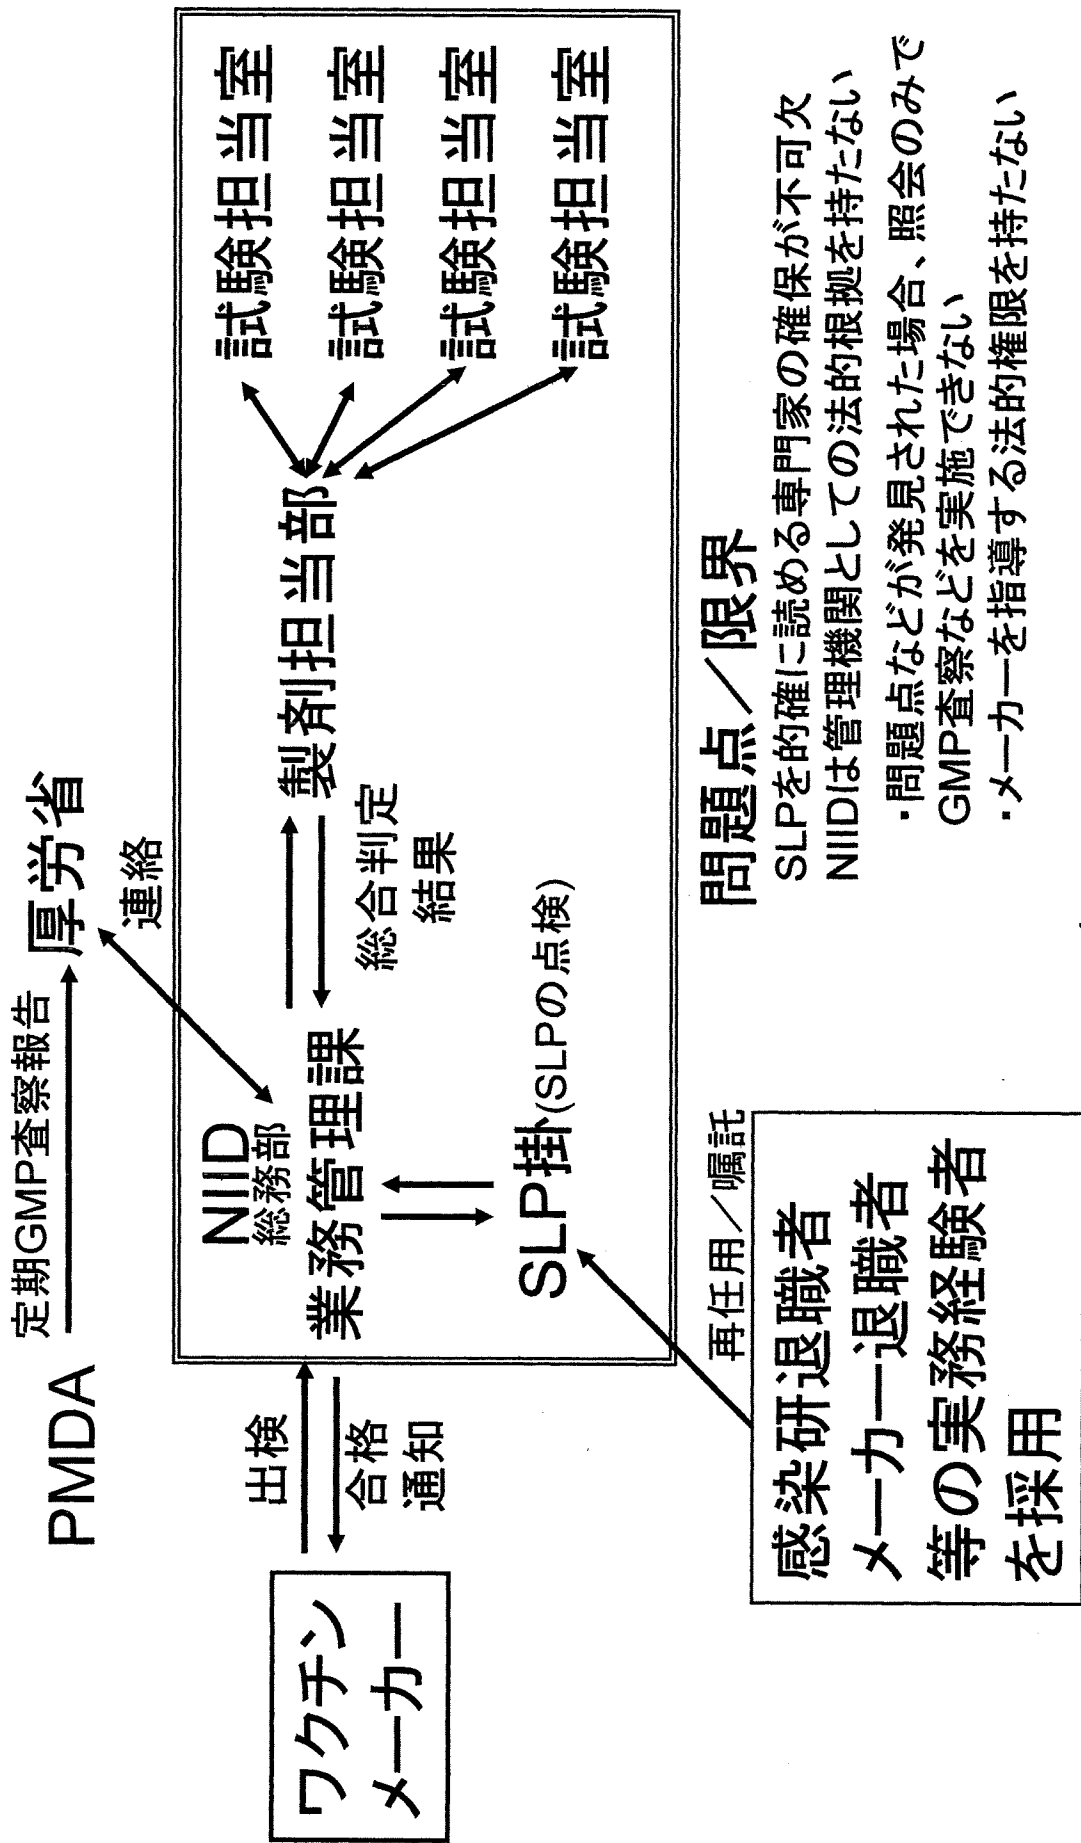 PMDA
定期GMP査察報告
厚労省
連絡
ワクチン
メーカー
出検
合格
通知
NIID
総務部
業務管理課
総合判定
結果
製剤担当部
試験担当室
試験担当室
試験担当室
試験担当室
SLP掛(SLPの点検)
再任用／嘱託
感染研退職者
メーカー退職者
等の実務経験者
を採用
問題点／限界
SLPを的確に読める専門家の確保が不可欠
NIIDは管理機関としての法的根拠を持たない
・問題点などが発見された場合、照会のみで
GMP査察などを実施できない
・メーカーを指導する法的権限を持たない